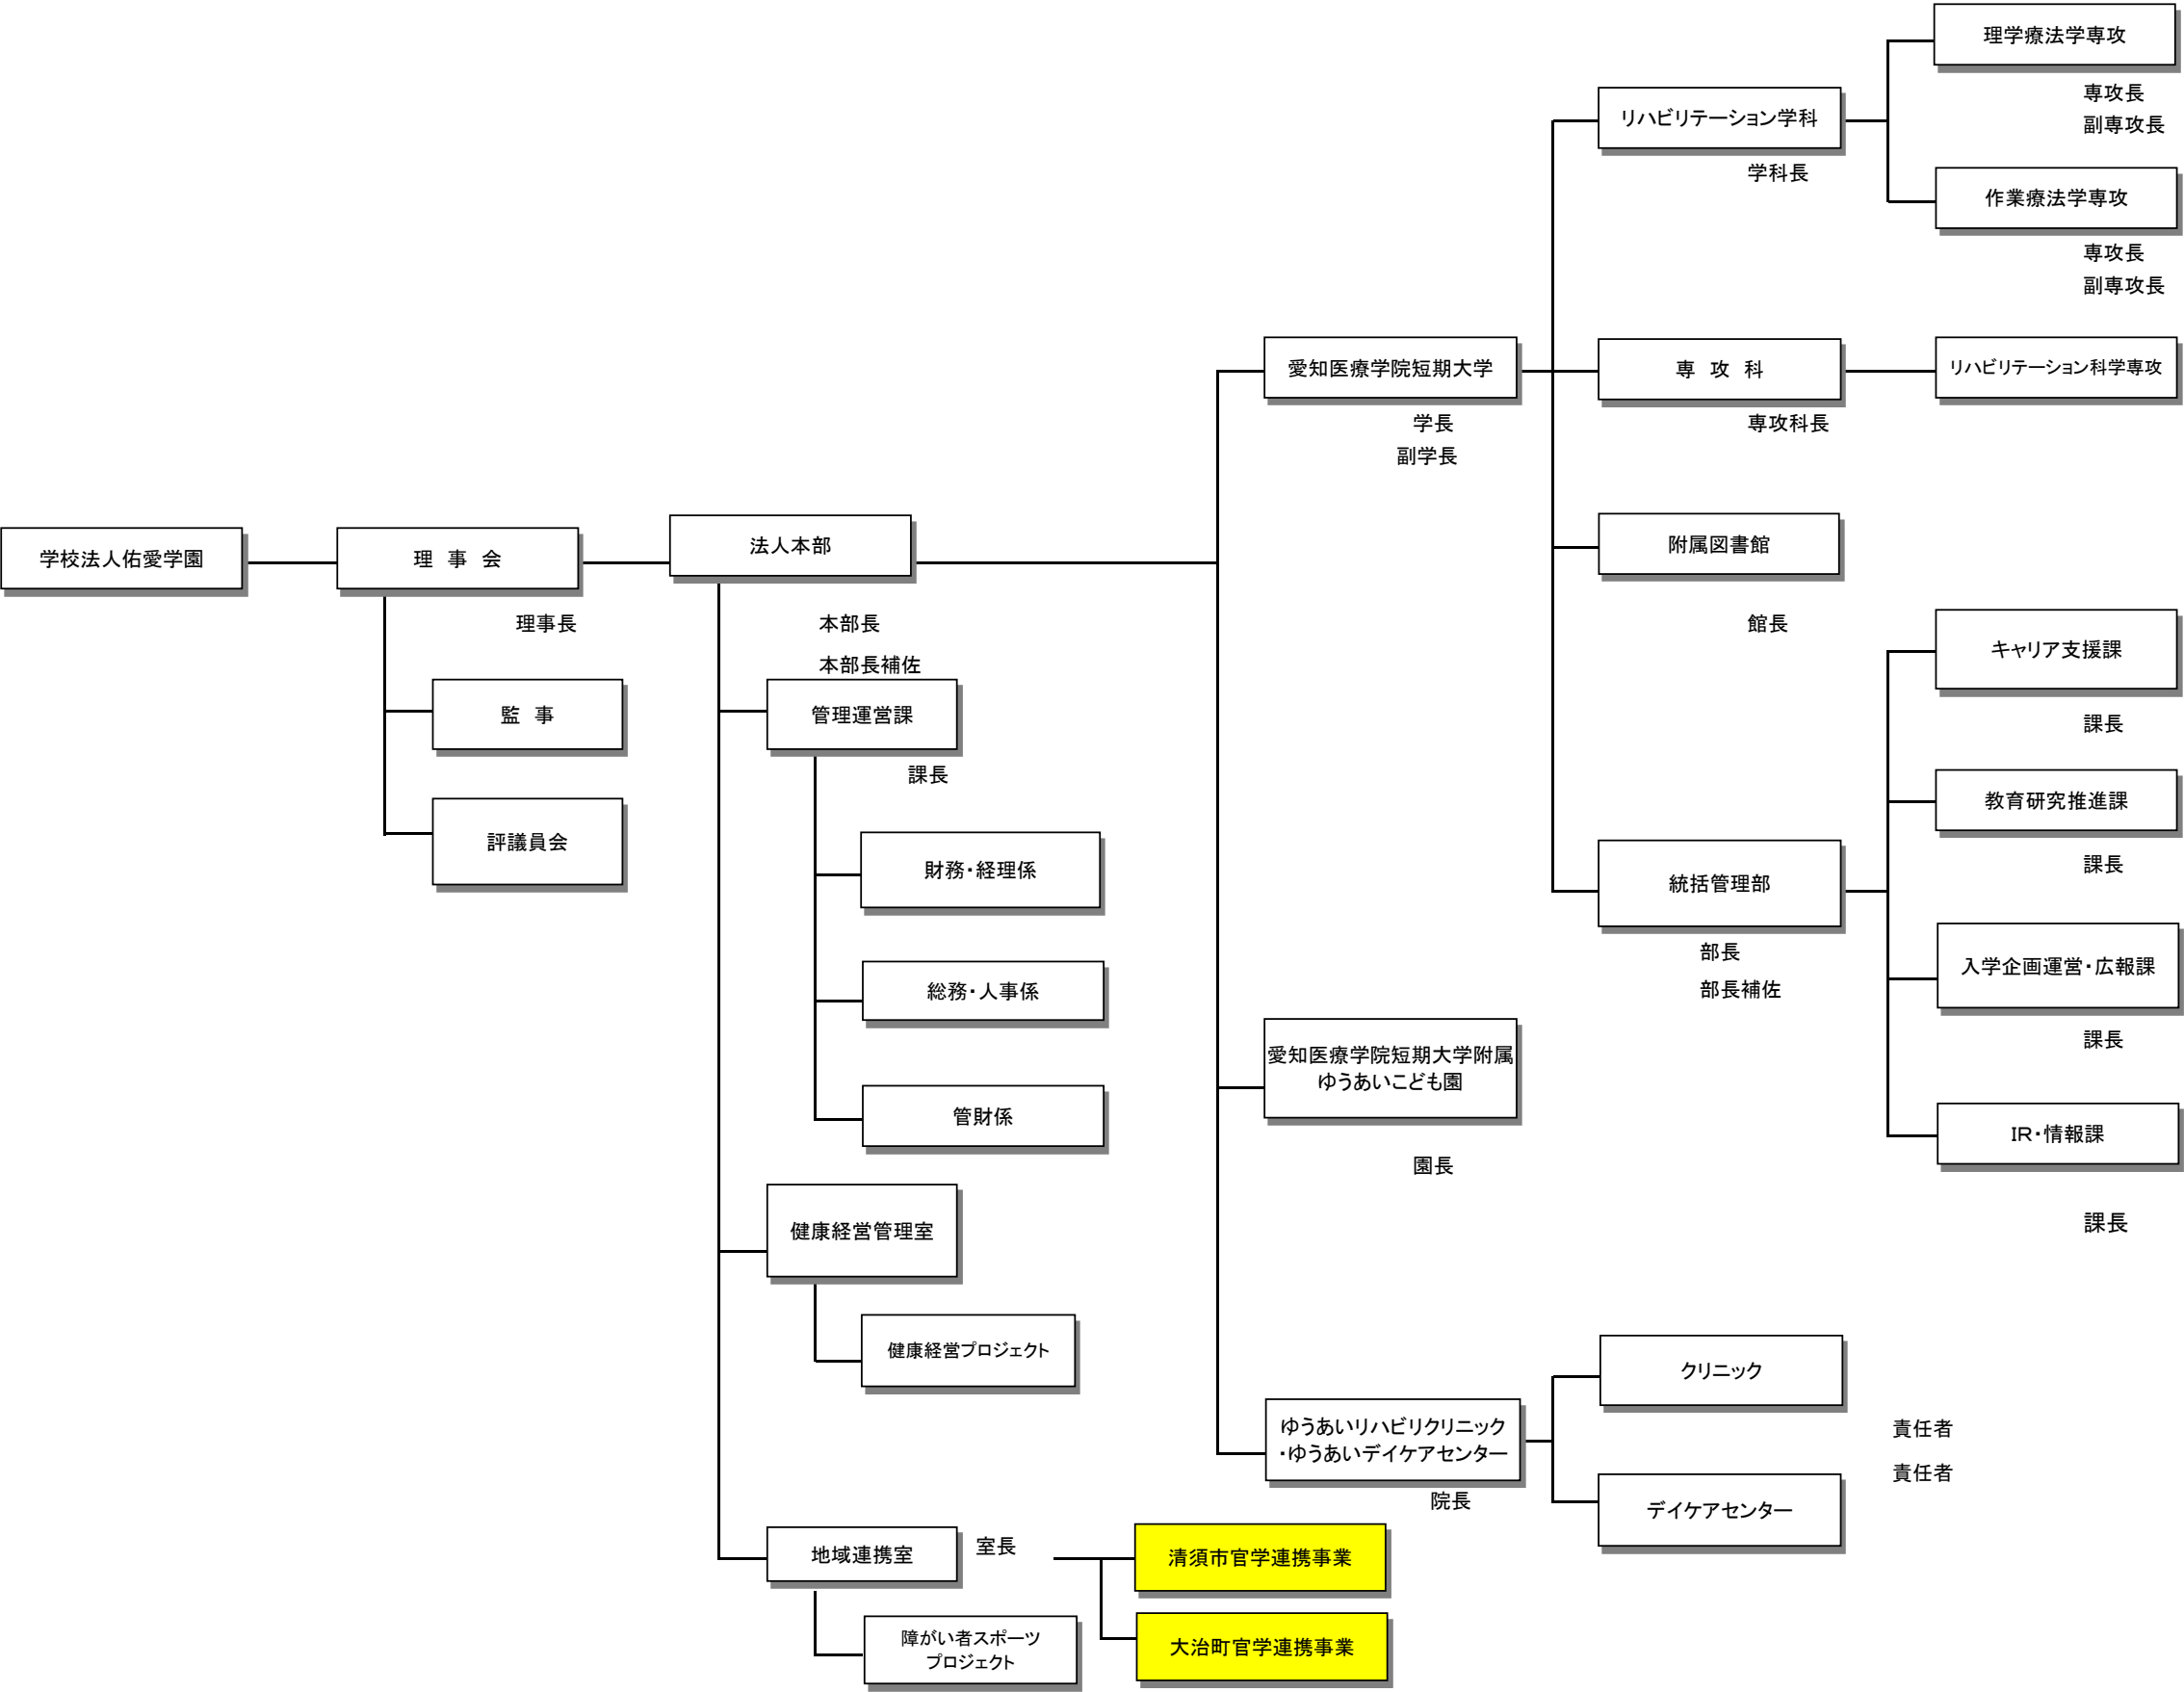 学校法人佑愛学園
理　事　会
理事長
監　事
評議員会
法人本部
本部長
本部長補佐
管理運営課
課長
財務・経理係
総務・人事係
管財係
健康経営管理室
健康経営プロジェクト
地域連携室
室長
障がい者スポーツ
プロジェクト
清須市官学連携事業
大治町官学連携事業
愛知医療学院短期大学
学長
副学長
リハビリテーション学科
学科長
理学療法学専攻
専攻長
副専攻長
作業療法学専攻
専攻長
副専攻長
専　攻　科
専攻科長
リハビリテーション科学専攻
附属図書館
館長
統括管理部
部長
部長補佐
キャリア支援課
課長
教育研究推進課
課長
入学企画運営・広報課
課長
IR・情報課
課長
愛知医療学院短期大学附属
ゆうあいこども園
園長
ゆうあいリハビリクリニック
・ゆうあいデイケアセンター
院長
クリニック
責任者
責任者
デイケアセンター